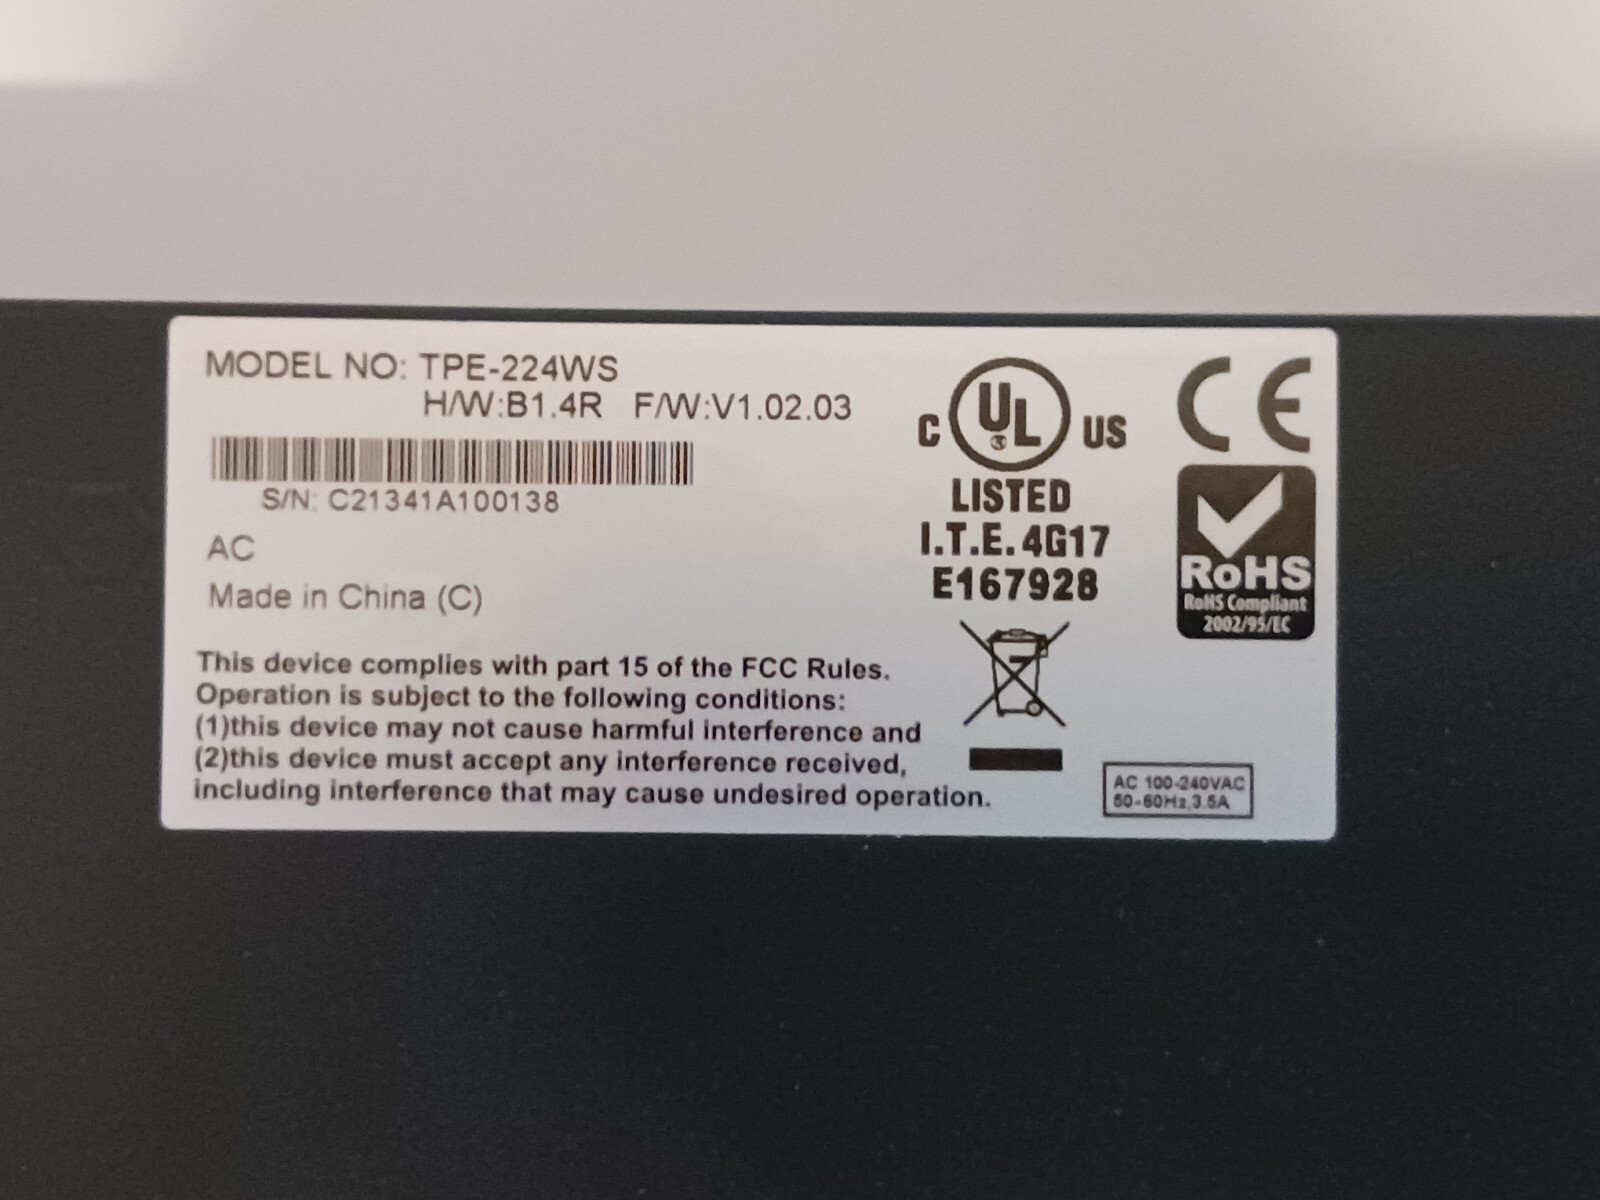 MODEL NO: TPE-224WS
H/W:B1.4R F/W:V1.02.03
S/N: C21341A100138
AC
Made in China (C)
This device complies with part 15 of the FCC Rules.
Operation is subject to the following conditions:
(1)this device may not cause harmful interference and
(2)this device must accept any interference received,
including interference that may cause undesired operation.
C UL US
LISTED
I.T.E. 4G17
E167928
CE
RoHS
RoHS Compliant
2002/95/EC
AC 100-240VAC
50-60Hz,3.5A